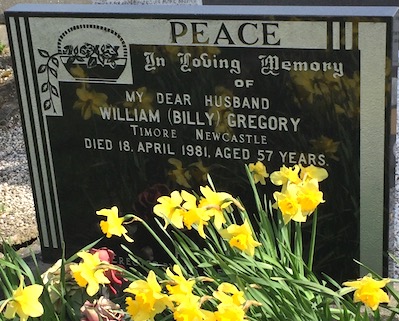 PEACE
In Loving Memory
OF
MY DEAR HUSBAND
WILLIAM (BILLY) GREGORY
TIMORE NEWCASTLE
DIED 18. APRIL 1981, AGED 57 YEARS.